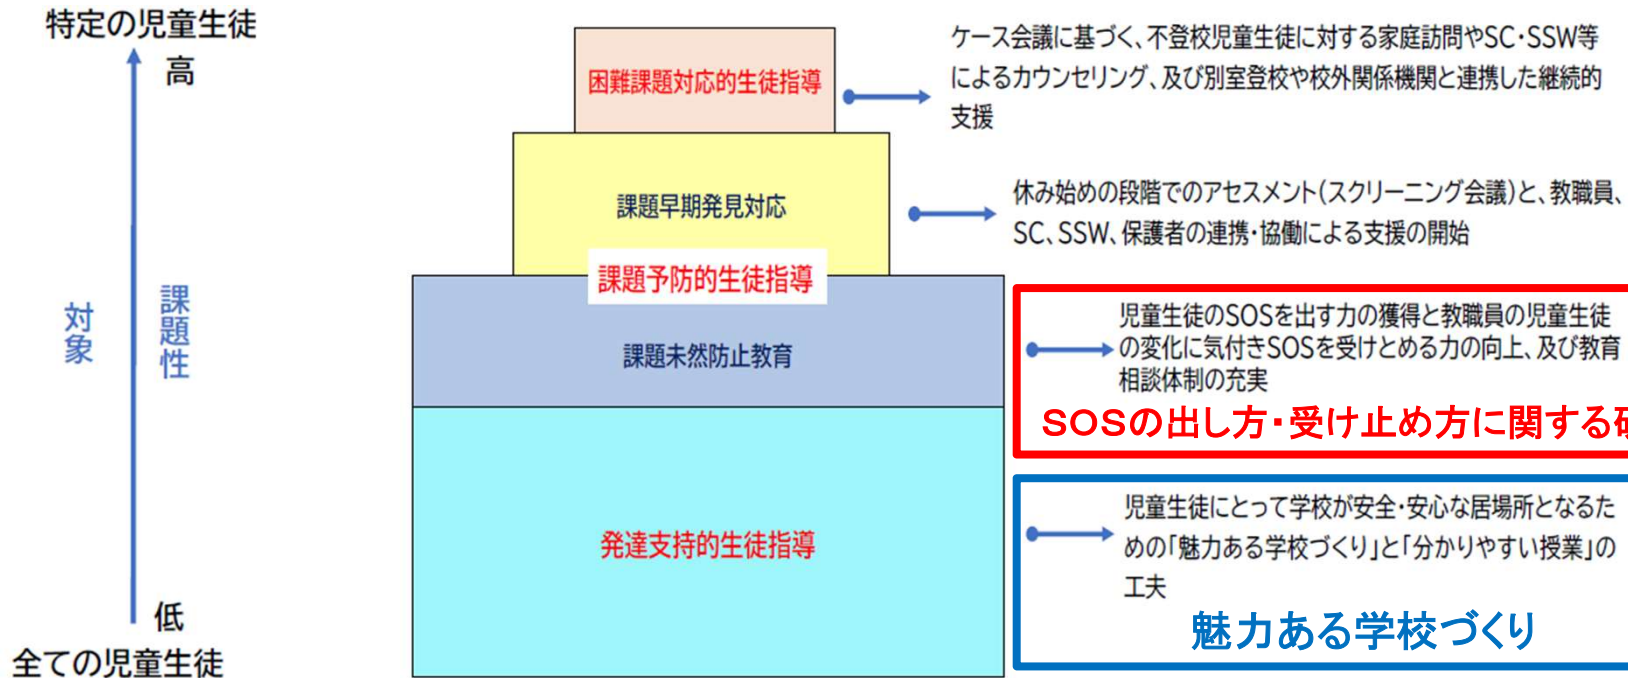 特定の児童生徒
高
対象
課題性
低
全ての児童生徒
困難課題対応的生徒指導
課題早期発見対応
課題予防的生徒指導
課題未然防止教育
発達支持的生徒指導
ケース会議に基づく、不登校児童生徒に対する家庭訪問やSC・SSW等
によるカウンセリング、及び別室登校や校外関係機関と連携した継続的
支援
休み始めの段階でのアセスメント(スクリーニング会議)と、教職員、
SC、SSW、保護者の連携・協働による支援の開始
児童生徒のSOSを出す力の獲得と教職員の児童生徒
の変化に気付きSOSを受けとめる力の向上、及び教育
相談体制の充実
SOSの出し方・受け止め方に関する
児童生徒にとって学校が安全・安心な居場所となるた
めの「魅力ある学校づくり」と「分かりやすい授業」の
工夫
魅力ある学校づくり